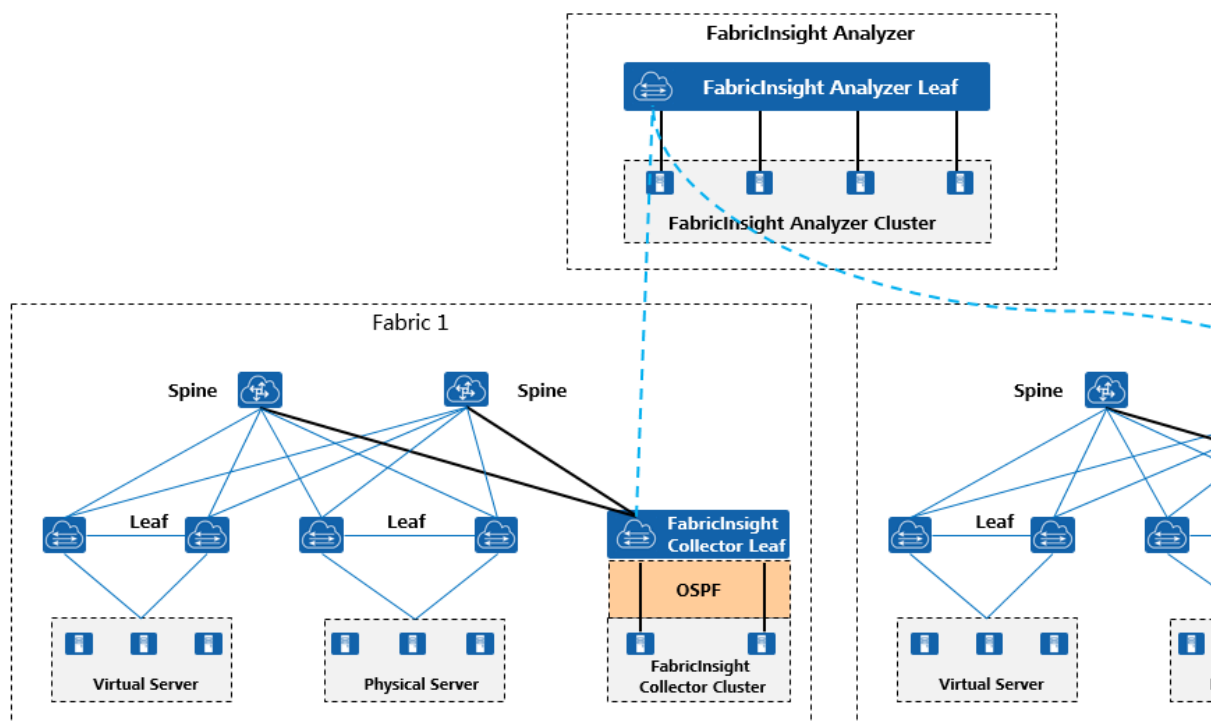 FabricInsight Analyzer
FabricInsight Analyzer Leaf
FabricInsight Analyzer Cluster
Fabric 1
Spine
Spine
Spine
Leaf
Leaf
FabricInsight
Collector Leaf
Leaf
OSPF
Virtual Server
Physical Server
FabricInsight
Collector Cluster
Virtual Server